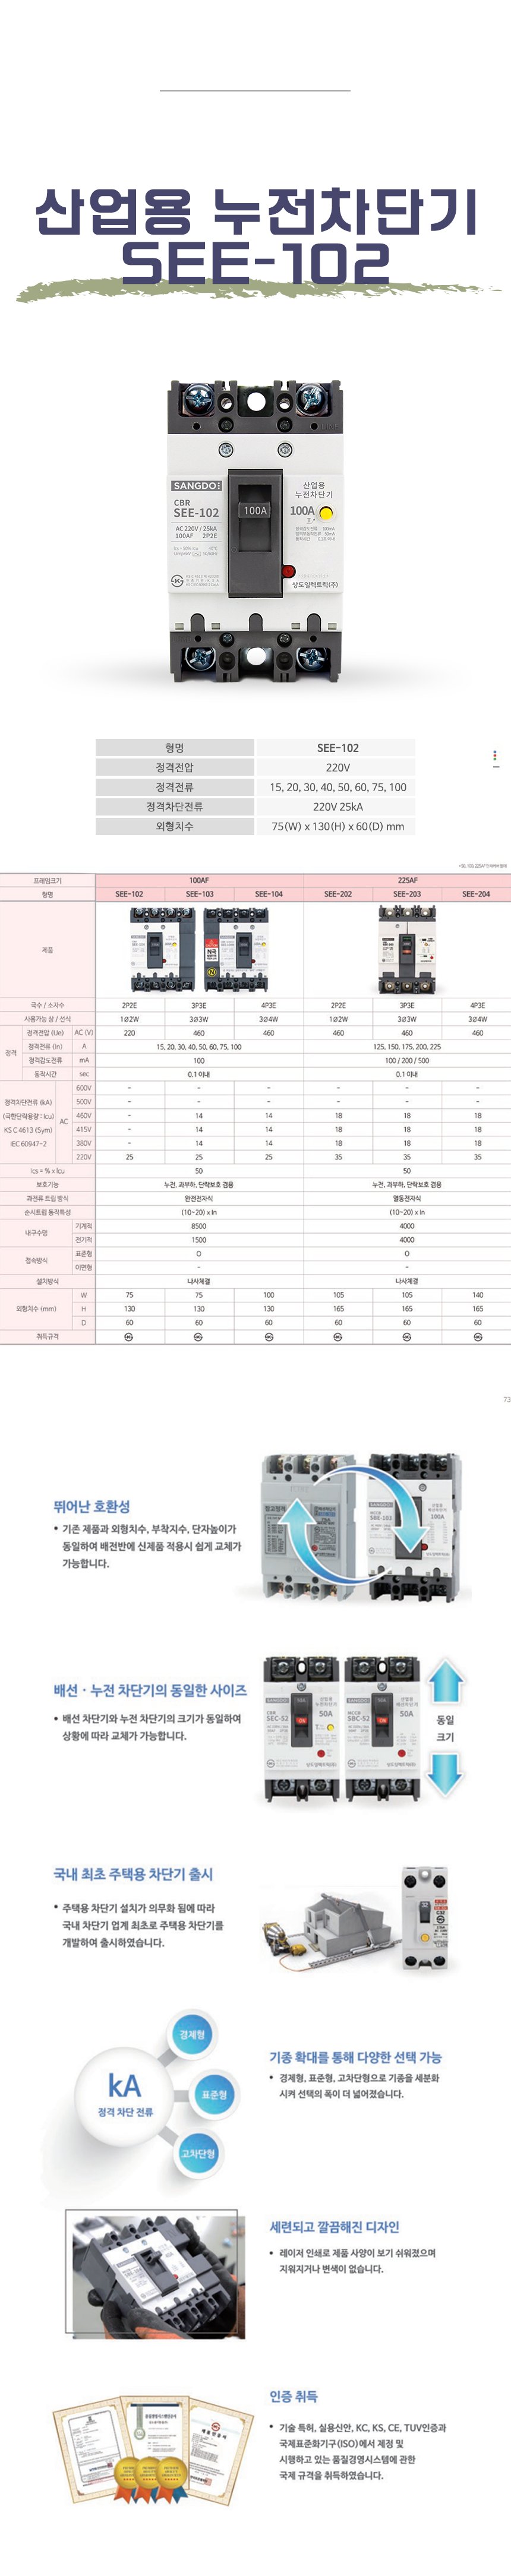 산업용 누전차단기
SEE-102
SANGDO
CBR
SEE-102
AC 220V / 25kA
100AF 2P2E
산업용
누전차단기
100A
100A
상도일렉트릭(주)
형명 SEE-102
정격전압 220V
정격전류 15, 20, 30, 40, 50, 60, 75, 100
정격차단전류 220V 25kA
외형치수 75(W) x 130(H) x 60(D) mm
프레임크기 100AF 225AF
형명 SEE-102 SEE-103 SEE-104 SEE-202 SEE-203 SEE-204
제품
극수 / 소자수 2P2E 3P3E 4P3E 2P2E 3P3E 4P3E
사용가능 상 / 선식 1Ø2W 3Ø3W 3Ø4W 1Ø2W 3Ø3W 3Ø4W
정격
정격전압 (Ue) AC (V) 220 460 460 460 460 460
정격전류 (In) A 15, 20, 30, 40, 50, 60, 75, 100 125, 150, 175, 200, 225
정격감도전류 mA 100 100 / 200 / 500
동작시간 sec 0.1 이내 0.1 이내
정격차단전류 (kA)
(극한단락용량 : Icu)
KS C 4613 (Sym)
IEC 60947-2
AC
600V - - - - - -
500V - - - - - -
460V - 14 14 18 18 18
415V - 14 14 18 18 18
380V - 14 14 18 18 18
220V 25 25 25 35 35 35
Ics = % x Icu 50 50
보호기능 누전, 과부하, 단락보호 겸용 누전, 과부하, 단락보호 겸용
과전류 트립 방식 완전전자식 열동전자식
순시트립 동작특성 (10~20) x In (10~20) x In
내구수명 기계적 8500 4000
전기적 1500 4000
접속방식 표준형 O O
이면형 - -
설치방식 나사체결 나사체결
외형치수 (mm) W 75 75 100 105 105 140
H 130 130 130 165 165 165
D 60 60 60 60 60 60
취득규격
73
뛰어난 호환성
• 기존 제품과 외형치수, 부착치수, 단자높이가
동일하여 배전반에 신제품 적용시 쉽게 교체가
가능합니다.
SBE-102
100A
배선 · 누전 차단기의 동일한 사이즈
• 배선 차단기와 누전 차단기의 크기가 동일하여
상황에 따라 교체가 가능합니다.
SEC-52
50A
SBC-52
50A
동일
크기
국내 최초 주택용 차단기 출시
• 주택용 차단기 설치가 의무화 됨에 따라
국내 차단기 업계 최초로 주택용 차단기를
개발하여 출시하였습니다.
kA
정격 차단 전류
경제형
표준형
고차단형
기종 확대를 통해 다양한 선택 가능
• 경제형, 표준형, 고차단형으로 기종을 세분화
시켜 선택의 폭이 더 넓어졌습니다.
세련되고 깔끔해진 디자인
• 레이저 인쇄로 제품 사양이 보기 쉬워졌으며
지워지거나 변색이 없습니다.
인증 취득
• 기술 특허, 실용신안, KC, KS, CE, TUV인증과
국제표준화기구(ISO)에서 제정 및
시행하고 있는 품질경영시스템에 관한
국제 규격을 취득하였습니다.